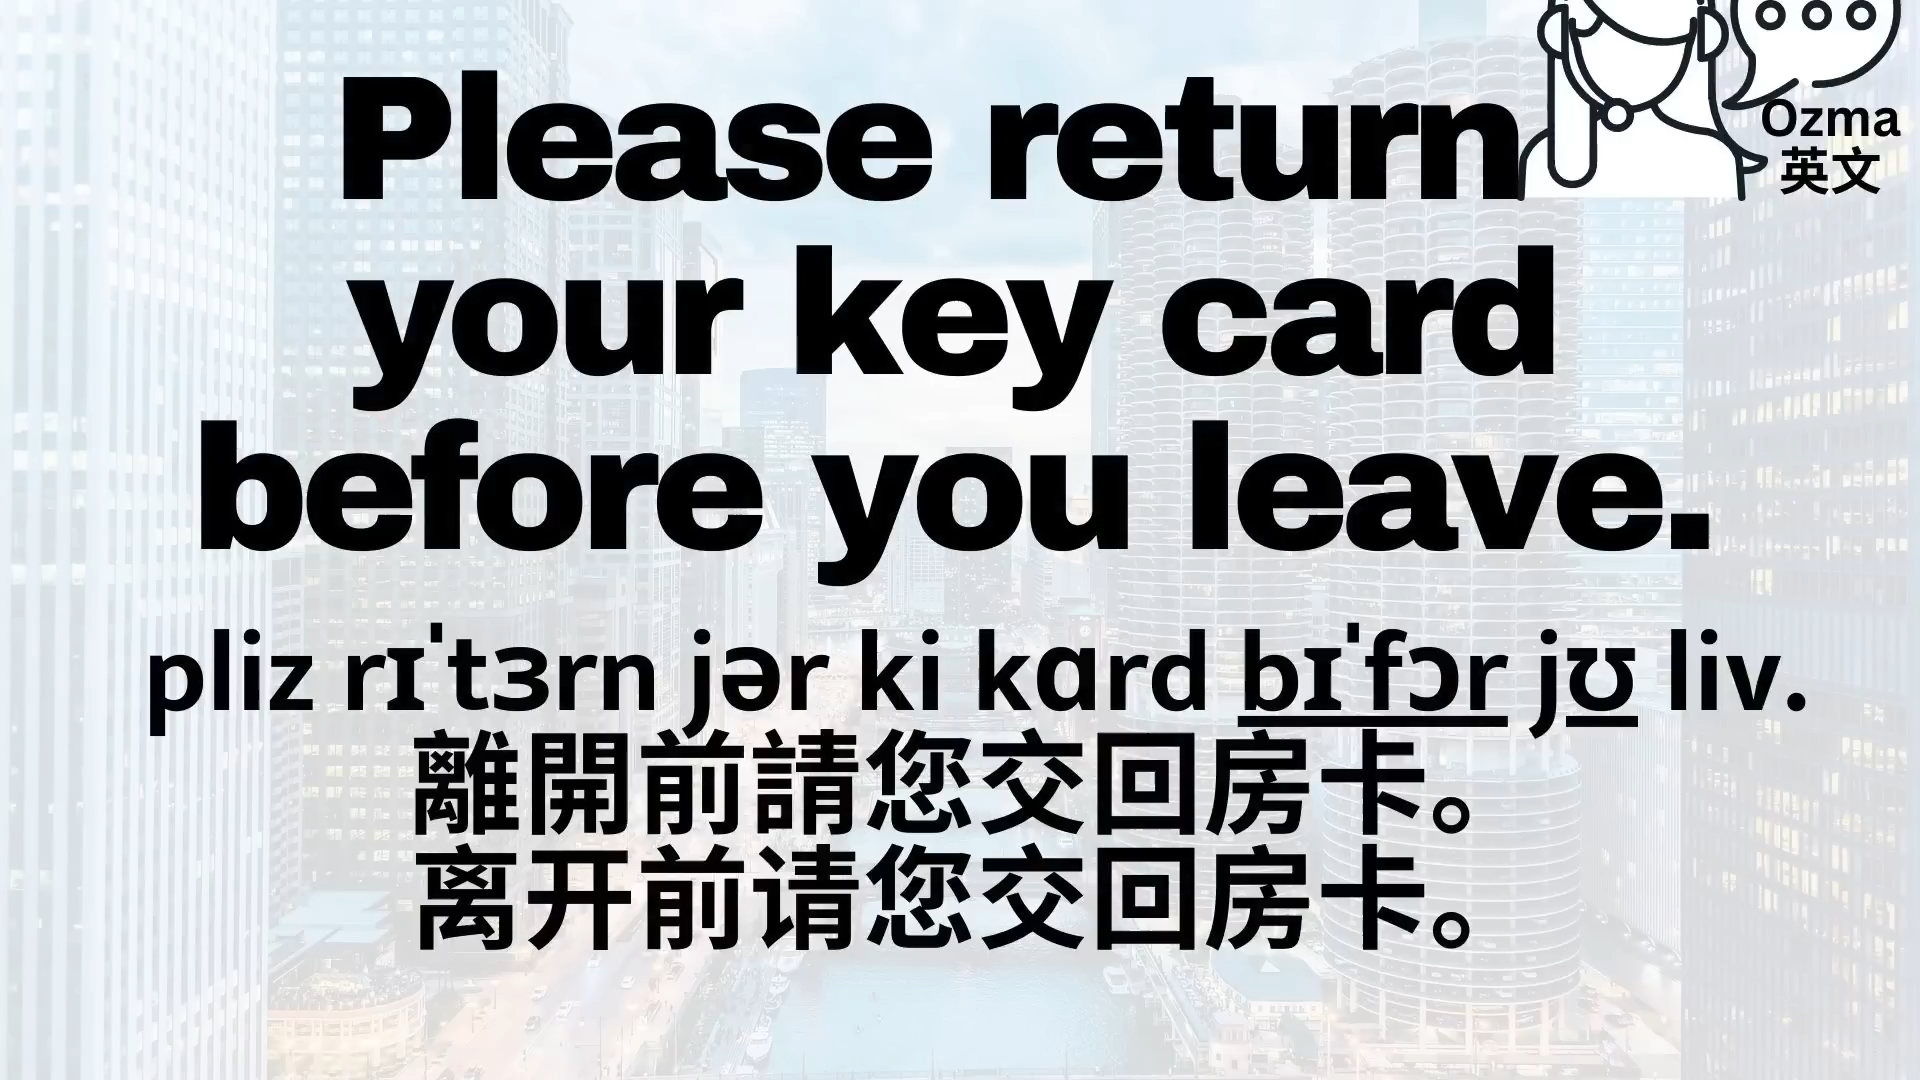 Please return
your key card
before you leave.
Ozma
英文
pliz rɪˈtɜrn jər ki kɑrd bɪˈfɔr jʊ liv.
離開前請您交回房卡。
离开前请您交回房卡。